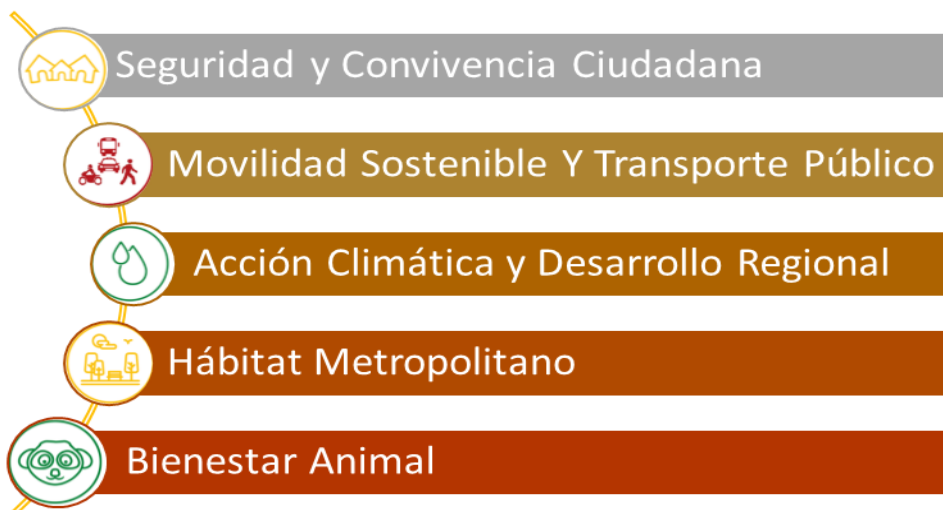 Seguridad y Convivencia Ciudadana
Movilidad Sostenible Y Transporte Público
Acción Climática y Desarrollo Regional
Hábitat Metropolitano
Bienestar Animal